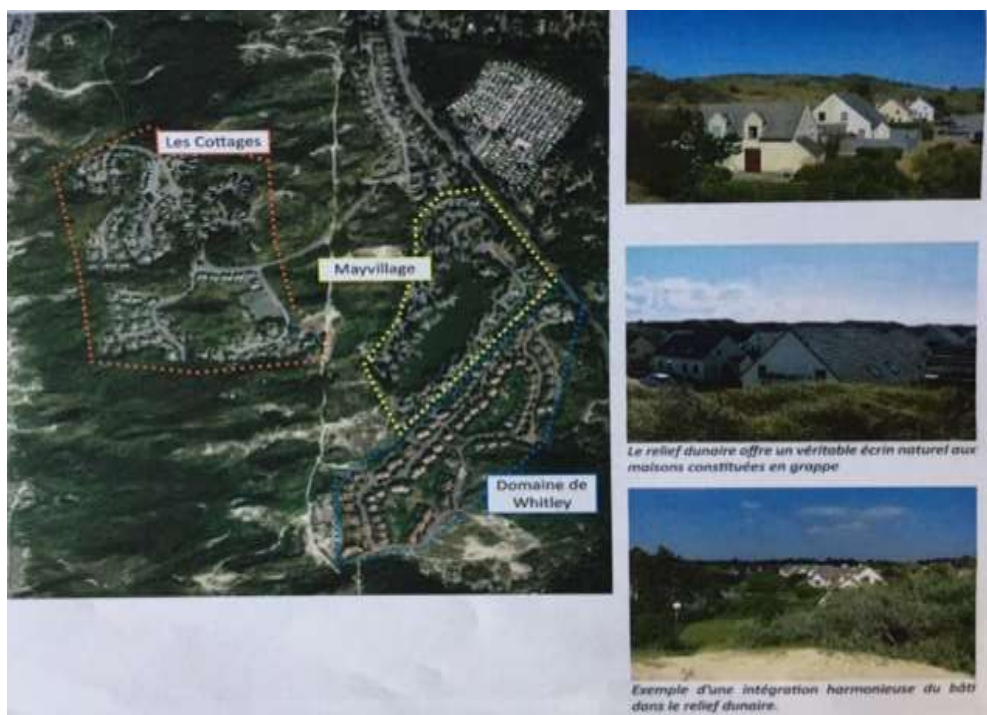 Les Cottages
Mayvillage
Domaine de
Whitley
Le relief dunaire offre un véritable écrin naturel aux
maisons constituées en grappe
Exemple d'une intégration harmonieuse du bâti
dans le relief dunaire.